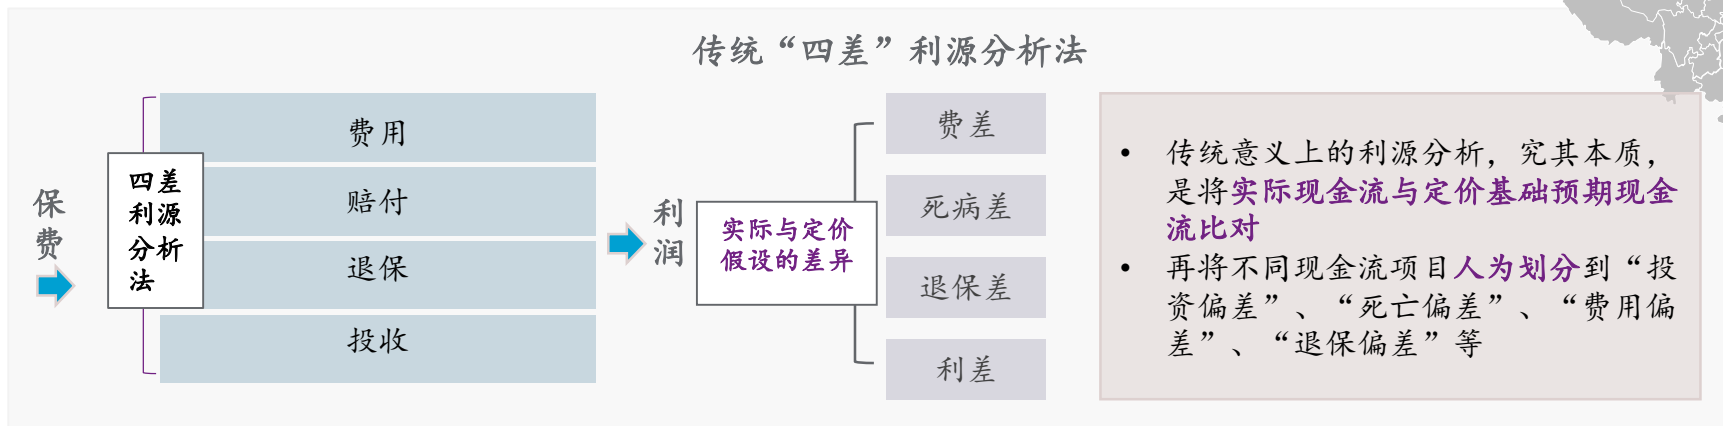 传统“四差”利源分析法
保
费
四差
利源
分析
法
费用
赔付
退保
投收
利
润
实际与定价
假设的差异
费差
死病差
退保差
利差
• 传统意义上的利源分析，究其本质，
是将实际现金流与定价基础预期现金
流比对
• 再将不同现金流项目人为划分到“投
资偏差”、“死亡偏差”、“费用偏
差”、“退保偏差”等